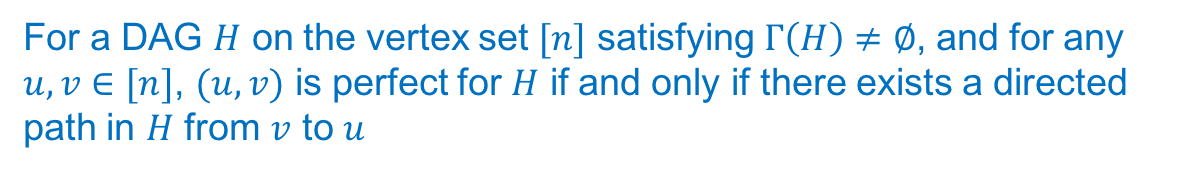 For a DAG H on the vertex set [n] satisfying Γ(H) ≠ ∅, and for any
u, v ∈ [n], (u, v) is perfect for H if and only if there exists a directed
path in H from v to u